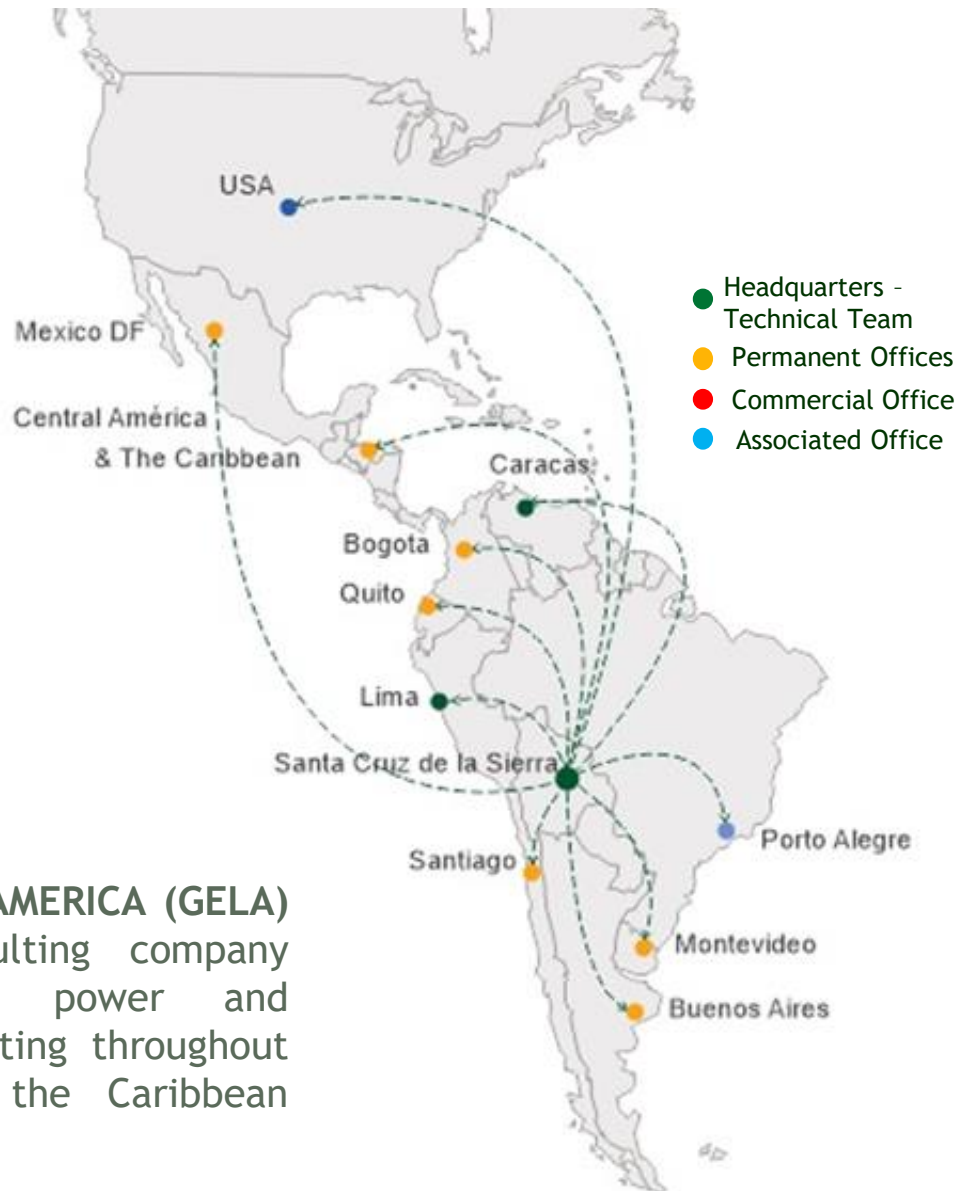 USA
Headquarters –
Technical Team
Mexico DF
Permanent Offices
Central América
Commercial Office
& The Caribbean
Associated Office
Caracas
Bogota
Quito
Lima
Santa Cruz de la Sierra
Porto Alegre
Santiago
AMERICA (GELA)
ulting company
power and
ting throughout
the Caribbean
Montevideo
Buenos Aires